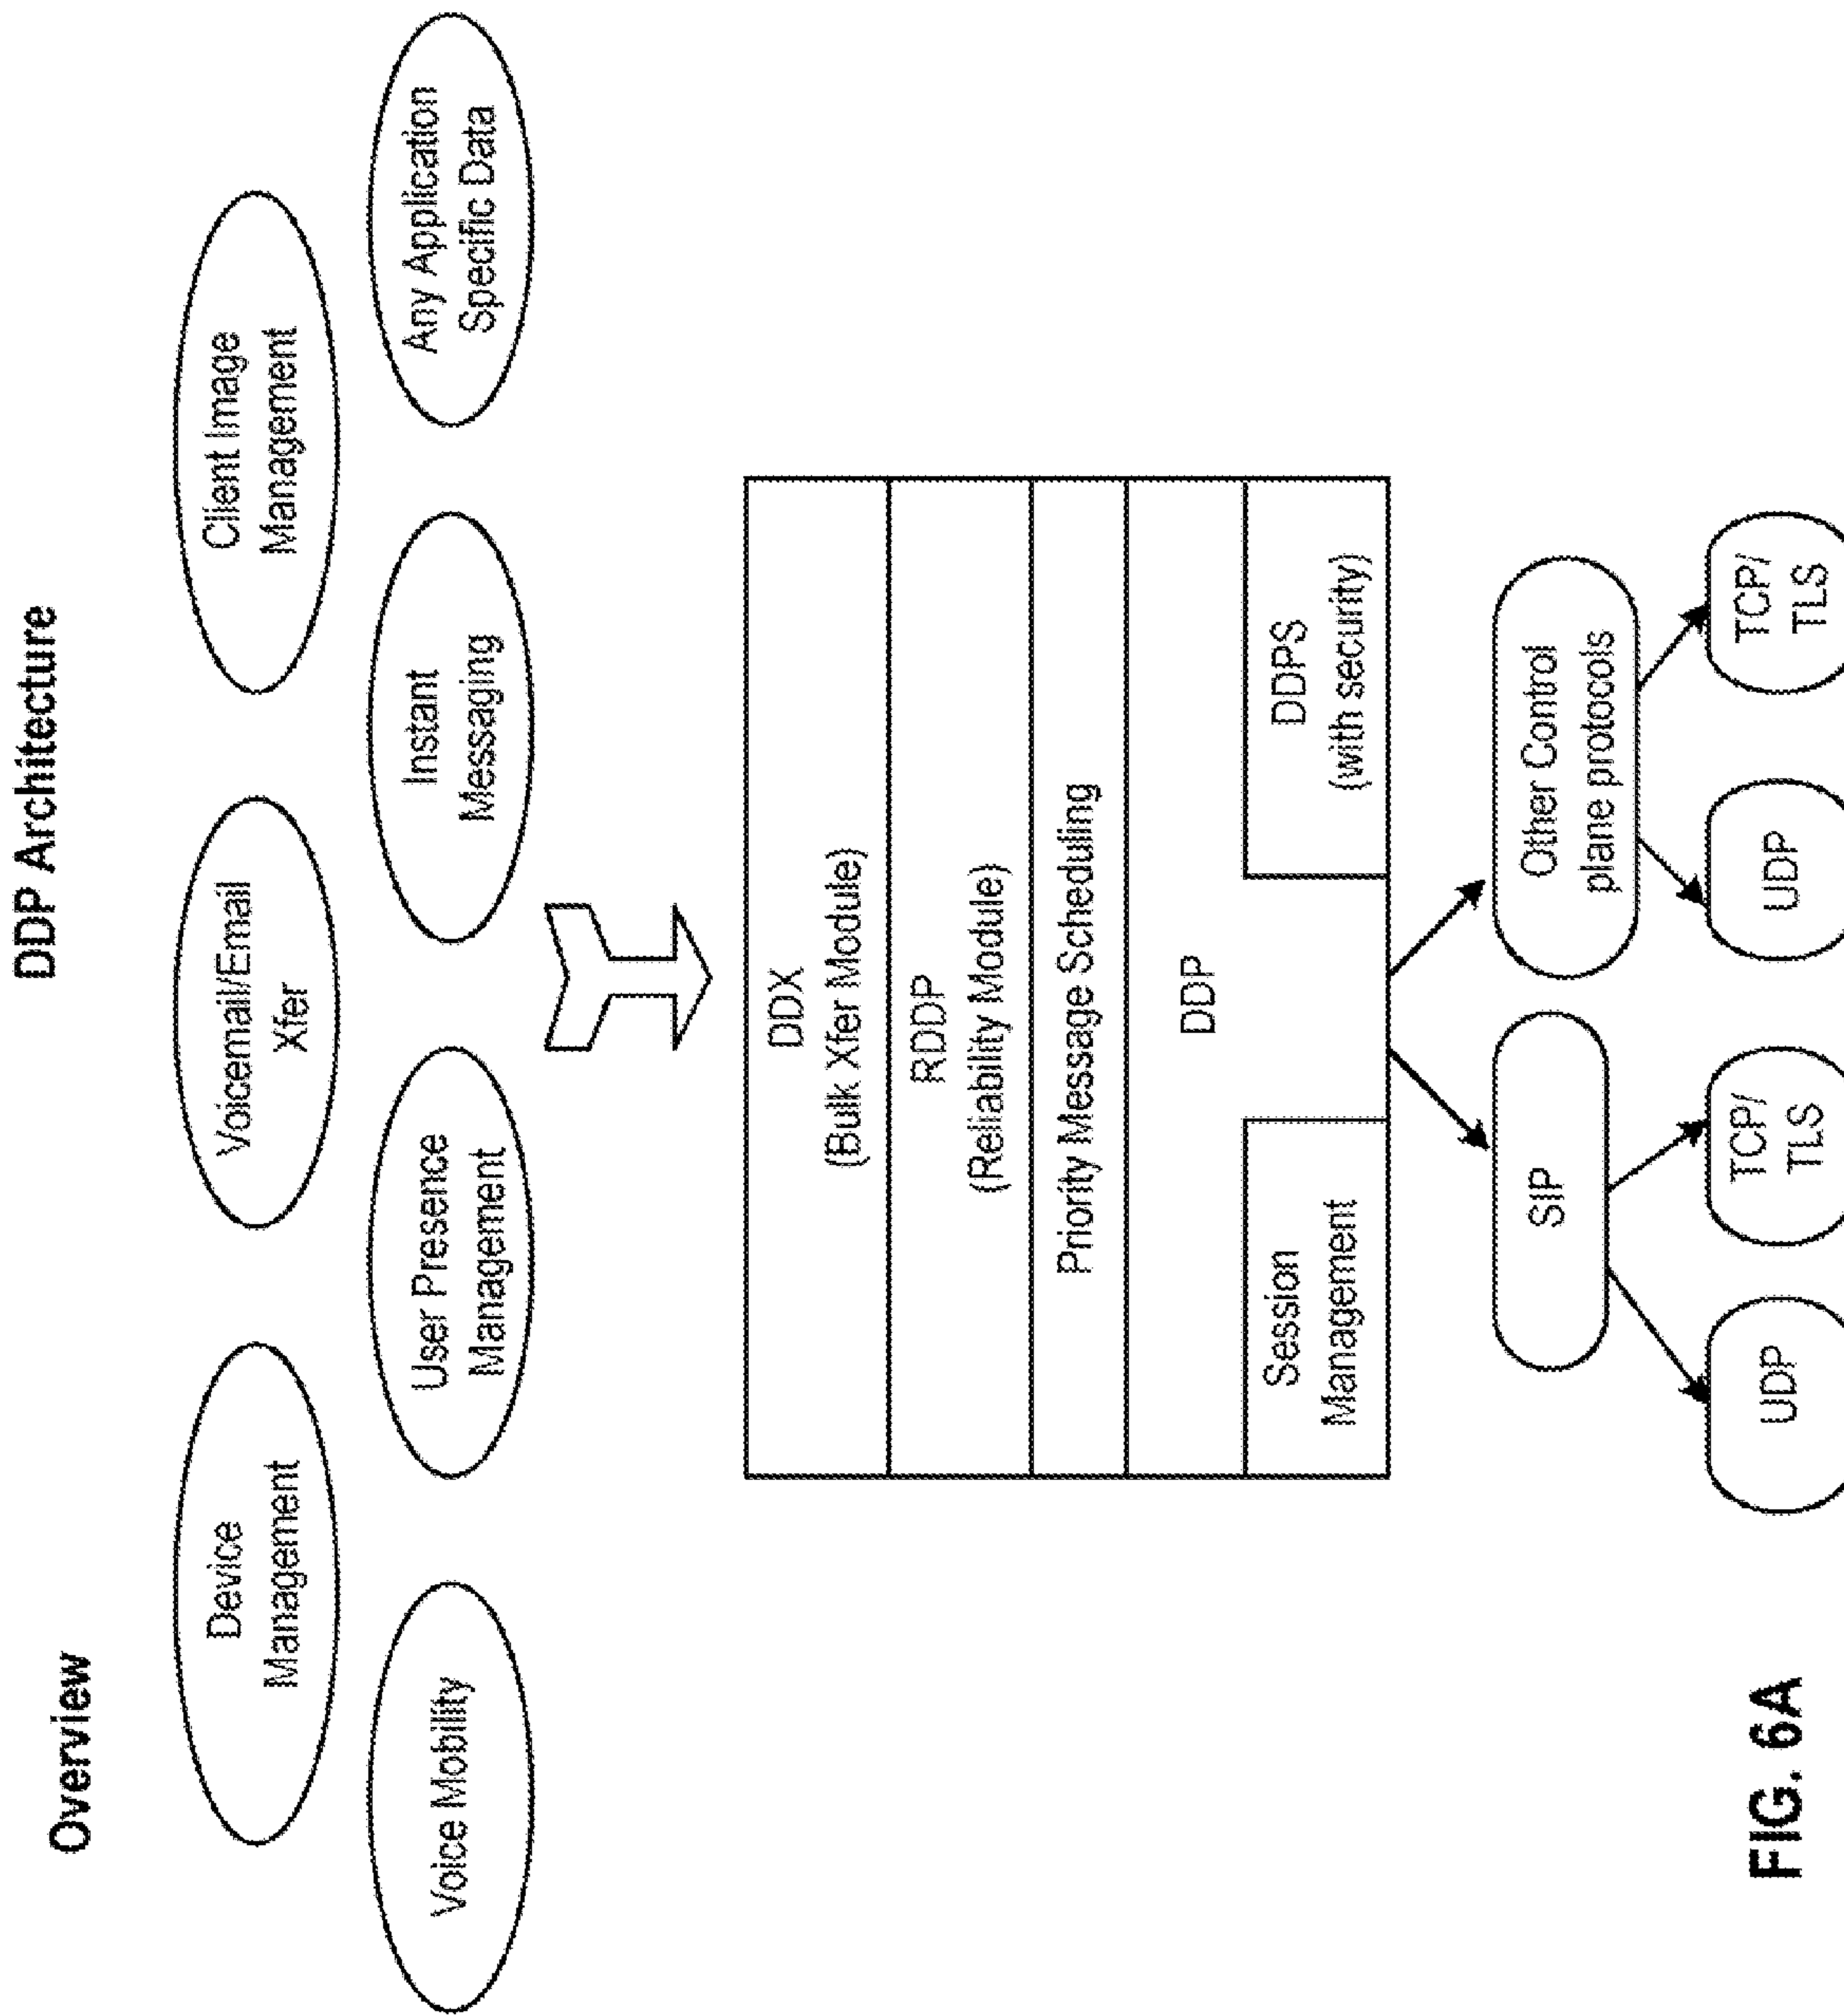 DDP Architecture
Overview
Device
Management
Voicemail/Email
Xfer
Client Image
Management
Voice Mobility
User Presence
Management
Instant
Messaging
Any Application
Specific Data
DDX
(Bulk Xfer Module)
RDDP
(Reliability Module)
Priority Message Scheduling
DDP
Session
Management
DDPS
(with security)
SIP
Other Control
plane protocols
UDP
TCP/
TLS
UDP
TCP/
TLS
FIG. 6A